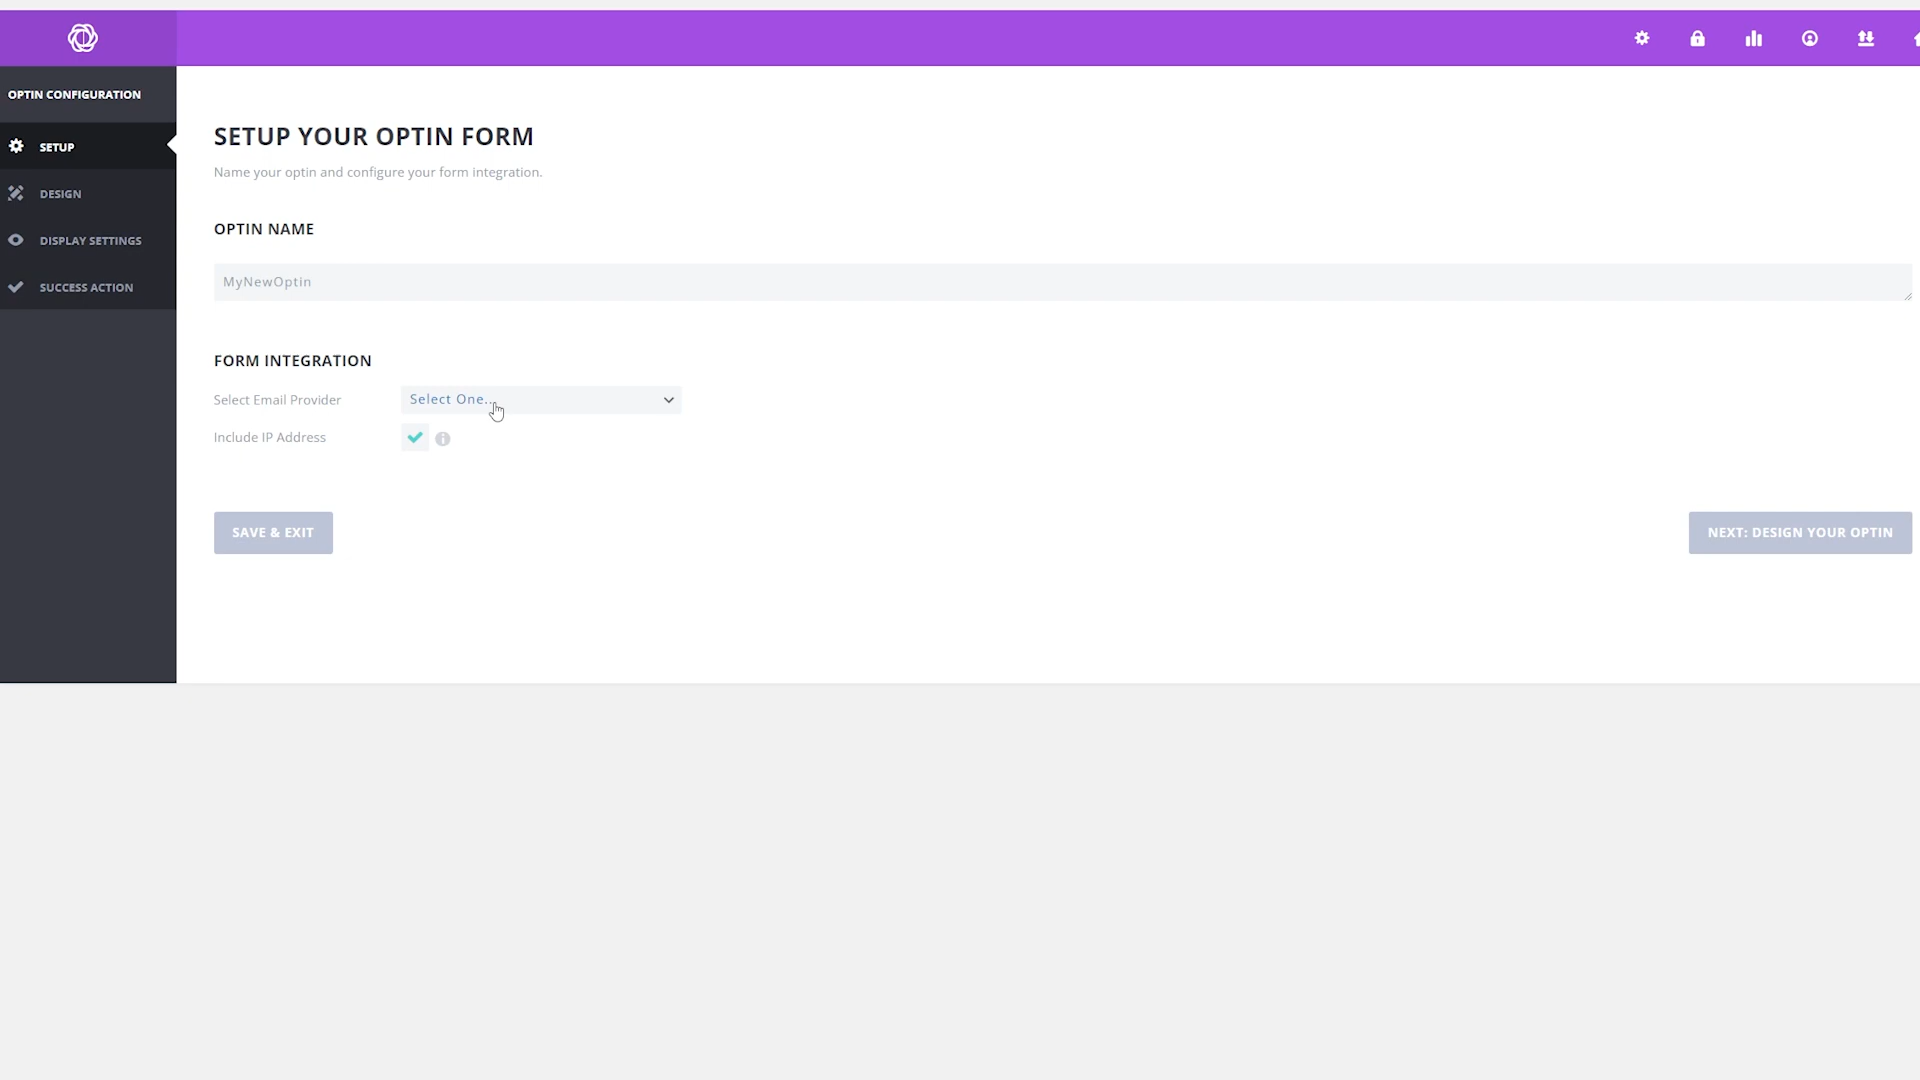 OPTIN CONFIGURATION
SETUP
DESIGN
DISPLAY SETTINGS
SUCCESS ACTION
SETUP YOUR OPTIN FORM
Name your optin and configure your form integration.
OPTIN NAME
MyNewOptin
FORM INTEGRATION
Select Email Provider
Select One...
Include IP Address
SAVE & EXIT
NEXT: DESIGN YOUR OPTIN